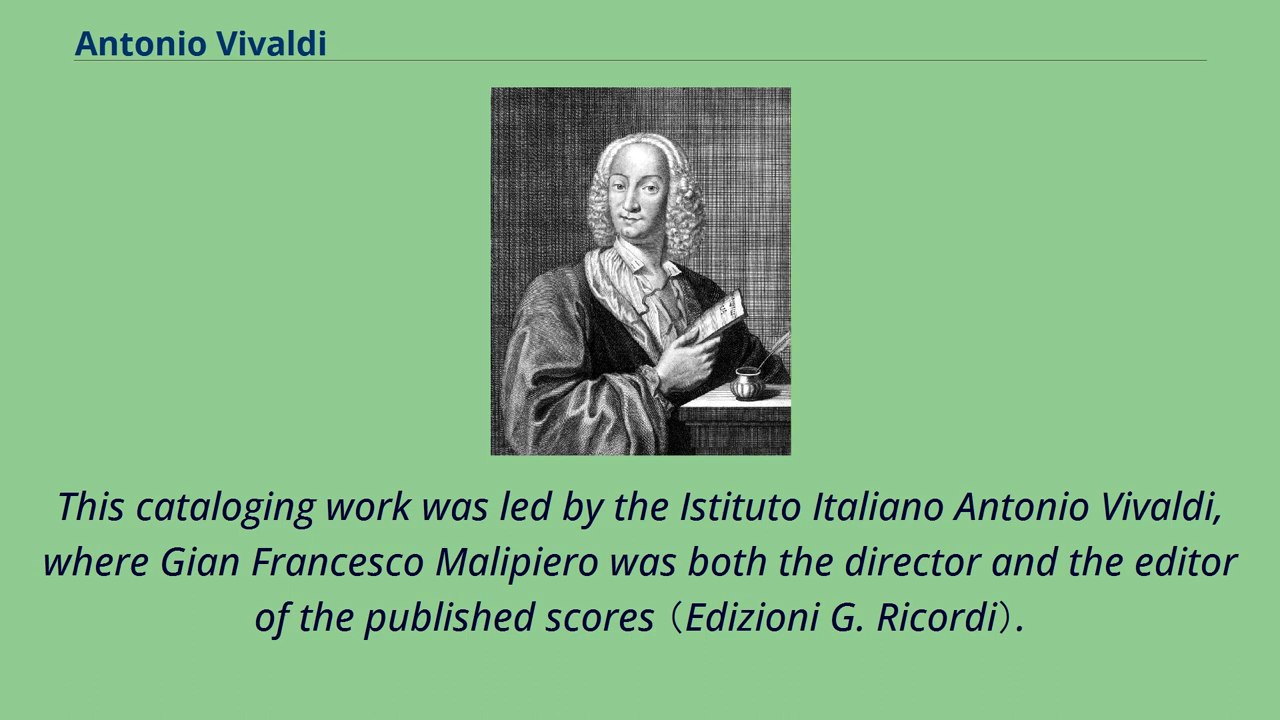 Antonio Vivaldi
This cataloging work was led by the Istituto Italiano Antonio Vivaldi,
where Gian Francesco Malipiero was both the director and the editor
of the published scores（Edizioni G. Ricordi）.